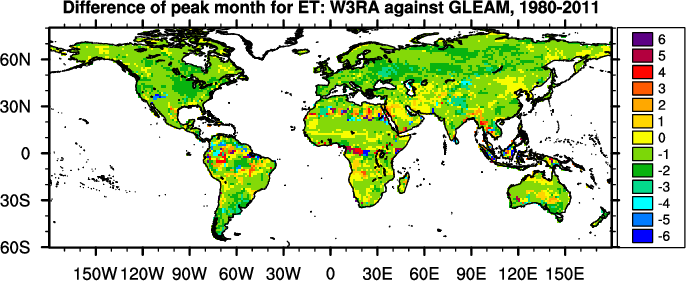 Difference of peak month for ET: W3RA against GLEAM, 1980-2011
60N
30N
0
30S
60S
150W 120W 90W 60W 30W 0 30E 60E 90E 120E 150E
6
5
4
3
2
1
0
-1
-2
-3
-4
-5
-6